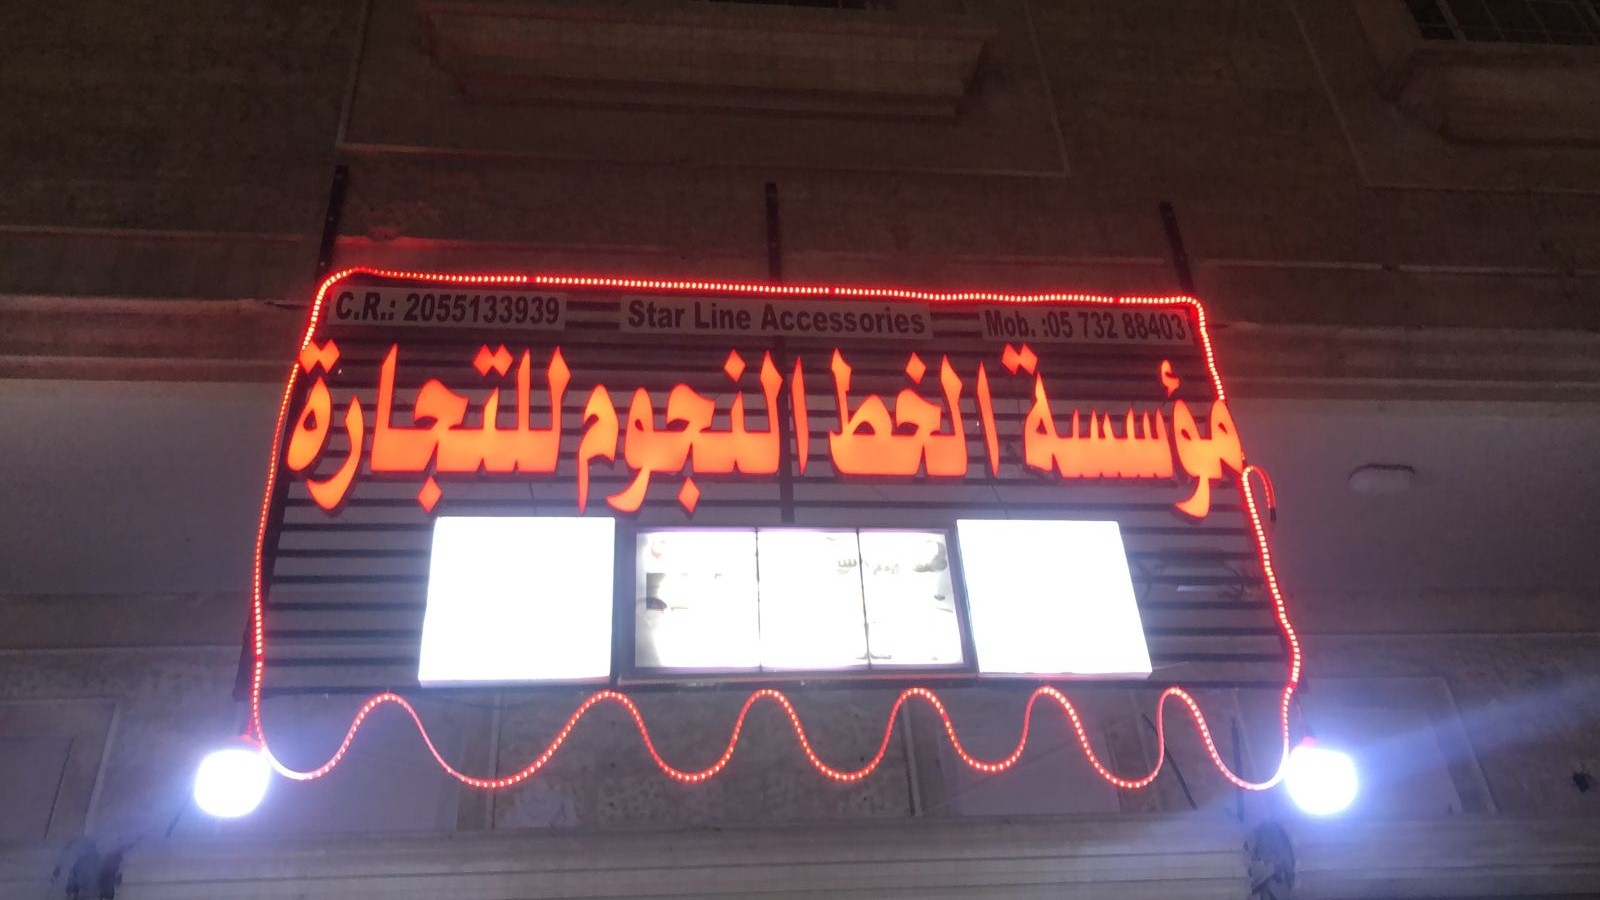 C.R.: 2055133939 Star Line Accessories Mob. :05 732 88403
مؤسسة الخط النجوم للتجارة